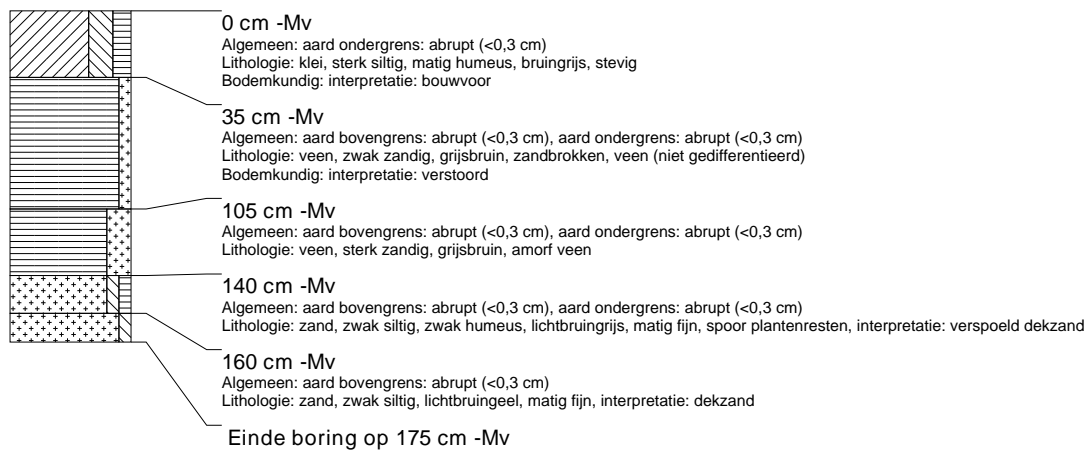 0 cm -Mv
Algemeen: aard ondergrens: abrupt (<0,3 cm)
Lithologie: klei, sterk siltig, matig humeus, bruingrijs, stevig
Bodemkundig: interpretatie: bouwvoor
35 cm -Mv
Algemeen: aard bovengrens: abrupt (<0,3 cm), aard ondergrens: abrupt (<0,3 cm)
Lithologie: veen, zwak zandig, grijsbruin, zandbrokken, veen (niet gedifferentieerd)
Bodemkundig: interpretatie: verstoord
105 cm -Mv
Algemeen: aard bovengrens: abrupt (<0,3 cm), aard ondergrens: abrupt (<0,3 cm)
Lithologie: veen, sterk zandig, grijsbruin, amorf veen
140 cm -Mv
Algemeen: aard bovengrens: abrupt (<0,3 cm), aard ondergrens: abrupt (<0,3 cm)
Lithologie: zand, zwak siltig, zwak humeus, lichtbruingrijs, matig fijn, spoor plantenresten, interpretatie: verspoeld dekzand
160 cm -Mv
Algemeen: aard bovengrens: abrupt (<0,3 cm)
Lithologie: zand, zwak siltig, lichtbruingeel, matig fijn, interpretatie: dekzand
Einde boring op 175 cm -Mv